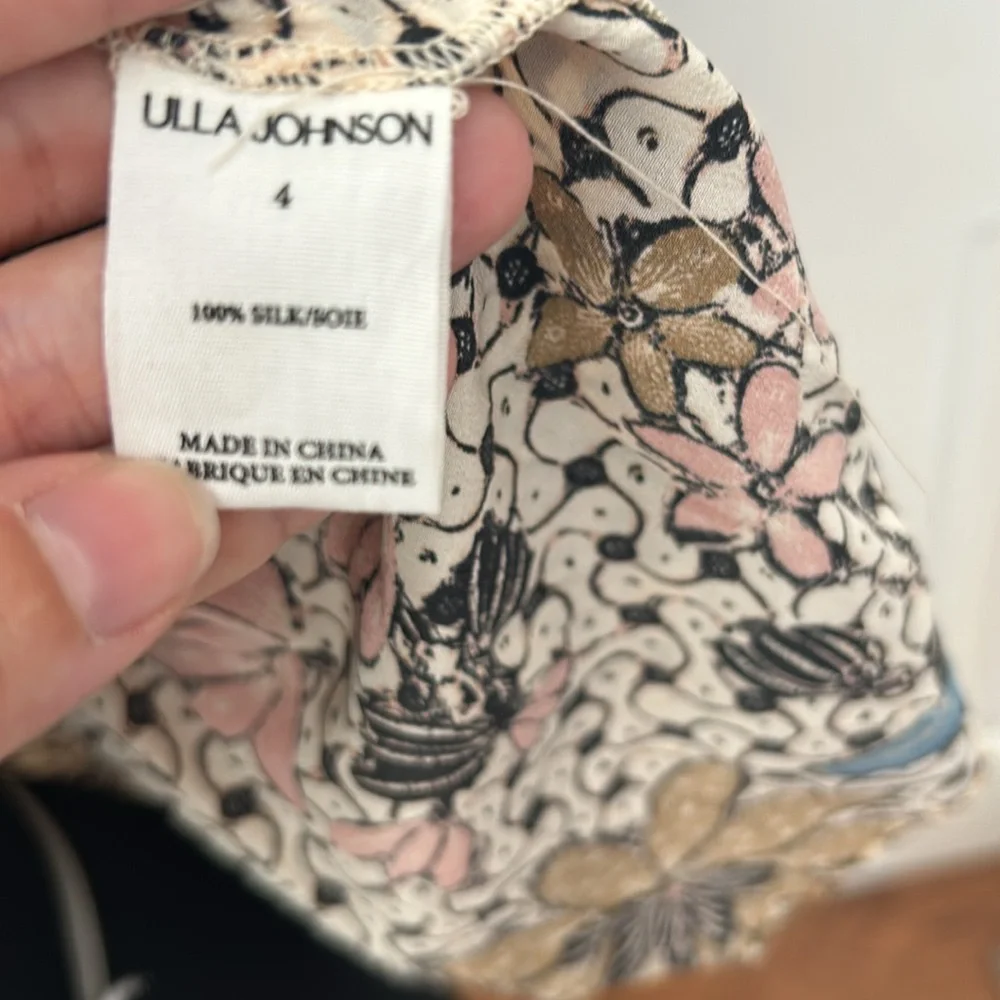 ULLA JOHNSON
4
100% SILK/SOIE
MADE IN CHINA
ABRIQUE EN CHINE